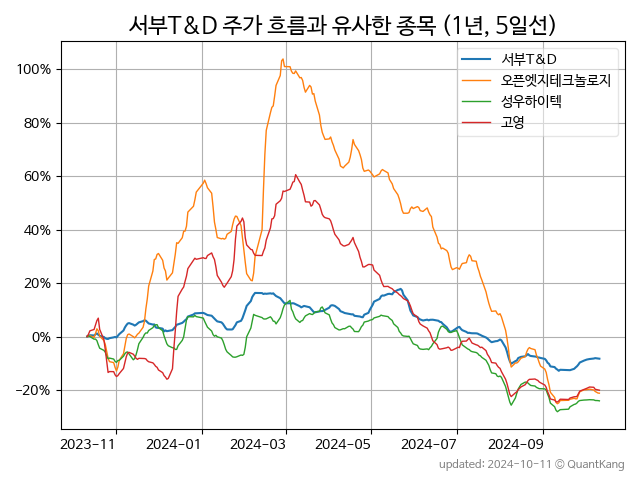 서부T&D 주가 흐름과 유사한 종목 (1년, 5일선)
서부T&D
오픈엣지테크놀로지
성우하이텍
고영
100%
80%
60%
40%
20%
0%
−20%
2023−11
2024−01
2024−03
2024−05
2024−07
2024−09
updated: 2024-10-11 © QuantKang